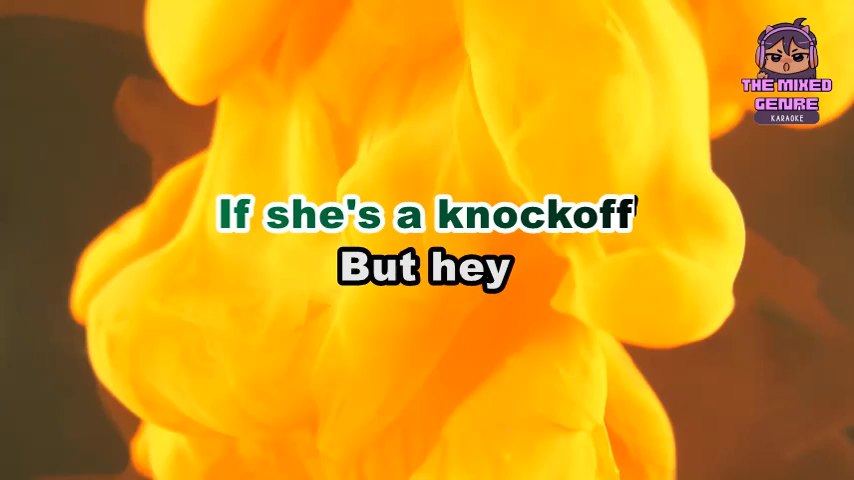 THE MIXED
GENRE
KARAOKE
If she's a knockoff
But hey